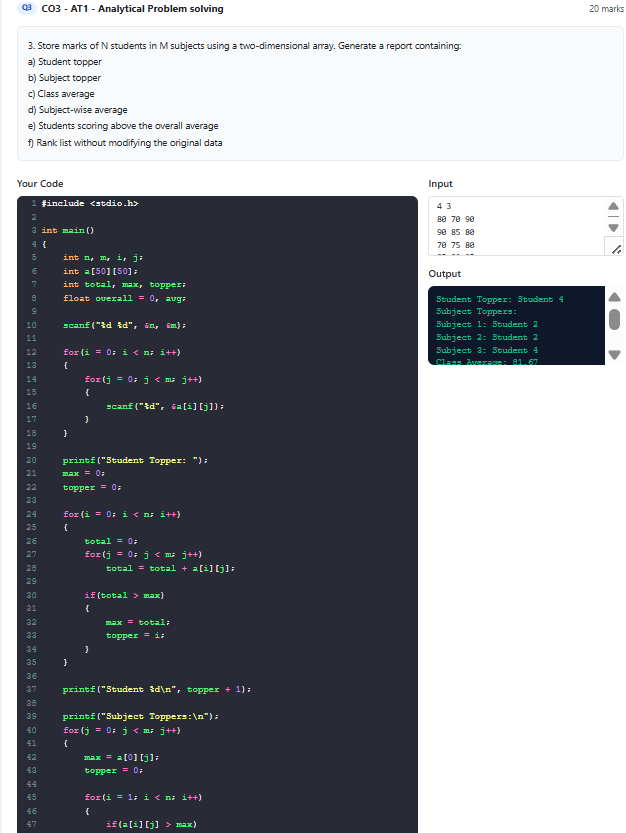 Q3 CO3 - AT1 - Analytical Problem solving
20 marks
3. Store marks of N students in M subjects using a two-dimensional array. Generate a report containing:
a) Student topper
b) Subject topper
c) Class average
d) Subject-wise average
e) Students scoring above the overall average
f) Rank list without modifying the original data
Your Code
1 #include <stdio.h>
2
3 int main()
4 {
5     int n, m, i, j;
6     int a[50][50];
7     int total, max, topper;
8     float overall = 0, avg;
9
10     scanf("%d %d", &n, &m);
11
12     for(i = 0; i < n; i++)
13     {
14         for(j = 0; j < m; j++)
15         {
16             scanf("%d", &a[i][j]);
17         }
18     }
19
20     printf("Student Topper: ");
21     max = 0;
22     topper = 0;
23
24     for(i = 0; i < n; i++)
25     {
26         total = 0;
27         for(j = 0; j < m; j++)
28             total = total + a[i][j];
29
30         if(total > max)
31         {
32             max = total;
33             topper = i;
34         }
35     }
36
37     printf("Student %d\n", topper + 1);
38
39     printf("Subject Toppers:\n");
40     for(j = 0; j < m; j++)
41     {
42         max = a[0][j];
43         topper = 0;
44
45         for(i = 1; i < n; i++)
46         {
47             if(a[i][j] > max)
Input
4 3
80 70 90
90 85 80
70 75 80
Output
Student Topper: Student 4
Subject Toppers:
Subject 1: Student 2
Subject 2: Student 2
Subject 3: Student 4
Class Average: 81.67